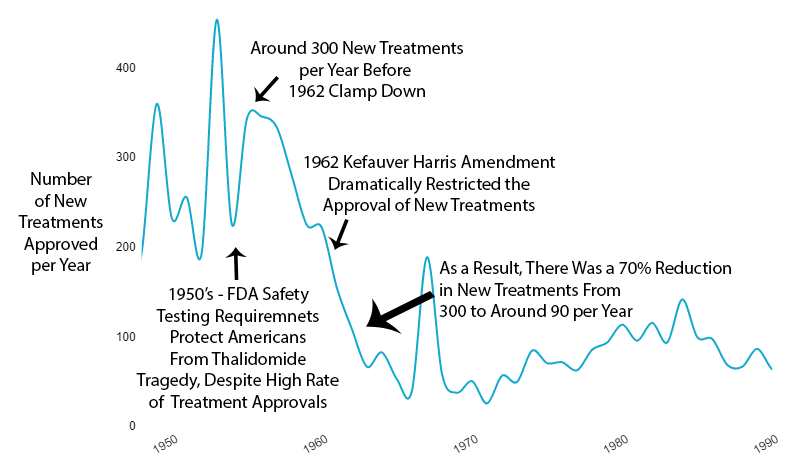 400
300
200
100
0
Number
of New
Treatments
Approved
per Year
Around 300 New Treatments
per Year Before
1962 Clamp Down
1962 Kefauver Harris Amendment
Dramatically Restricted the
Approval of New Treatments
As a Result, There Was a 70% Reduction
in New Treatments From
300 to Around 90 per Year
1950's - FDA Safety
Testing Requiremnets
Protect Americans
From Thalidomide
Tragedy, Despite High Rate
of Treatment Approvals
1950
1960
1970
1980
1990